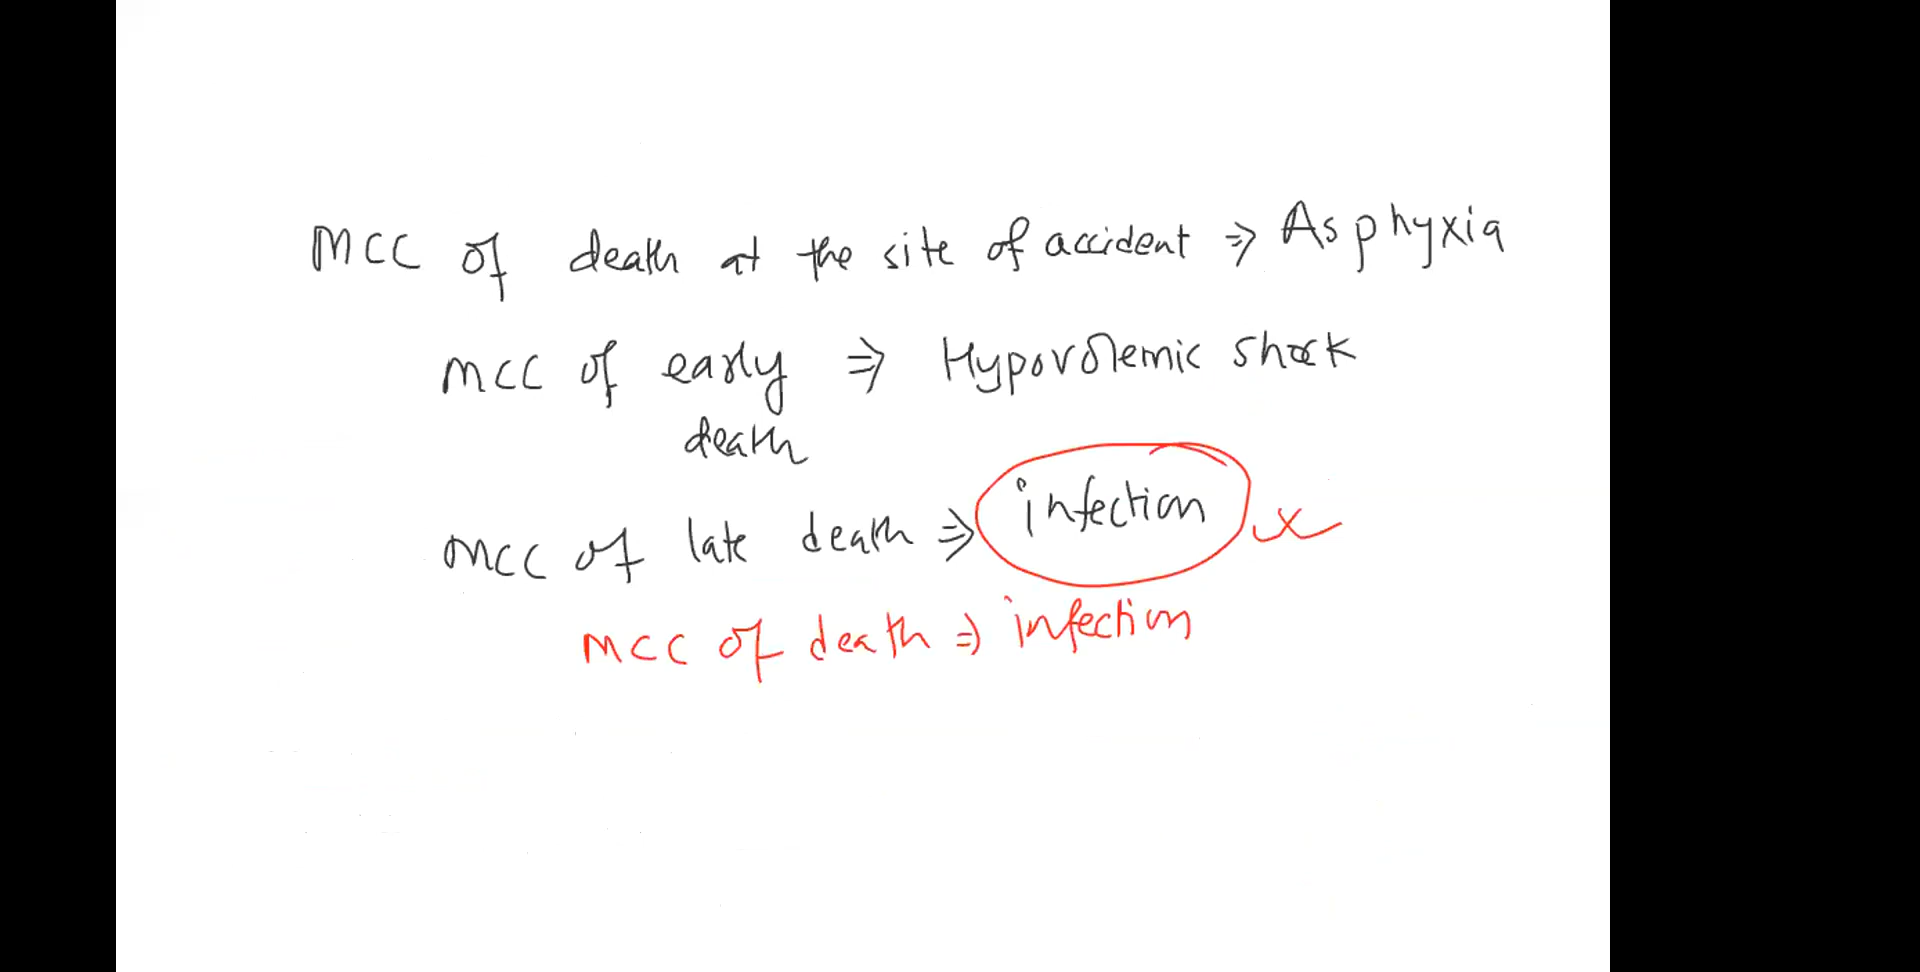 MCC of death at the site of accident ⇒ Asphyxia
MCC of early ⇒ Hypovolemic shock
death
MCC of late death ⇒ infection x
MCC of death ⇒ infection